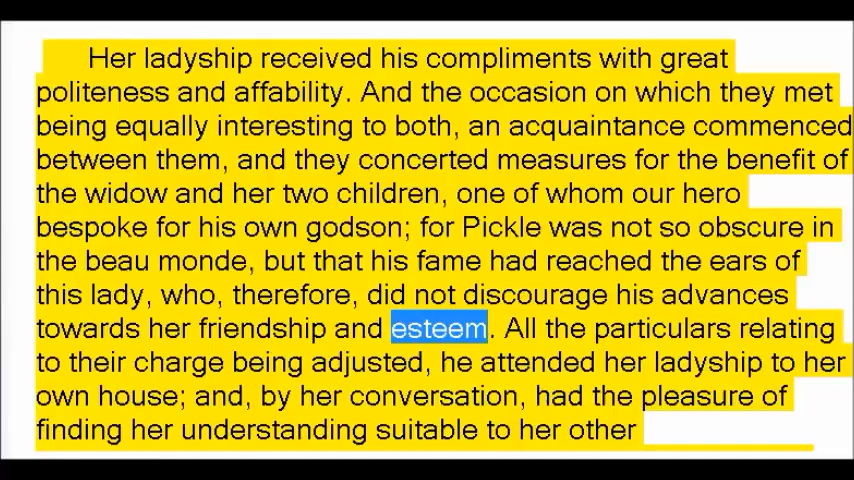 Her ladyship received his compliments with great
politeness and affability. And the occasion on which they met
being equally interesting to both, an acquaintance commenced
between them, and they concerted measures for the benefit of
the widow and her two children, one of whom our hero
bespoke for his own godson; for Pickle was not so obscure in
the beau monde, but that his fame had reached the ears of
this lady, who, therefore, did not discourage his advances
towards her friendship and esteem. All the particulars relating
to their charge being adjusted, he attended her ladyship to her
own house; and, by her conversation, had the pleasure of
finding her understanding suitable to her other